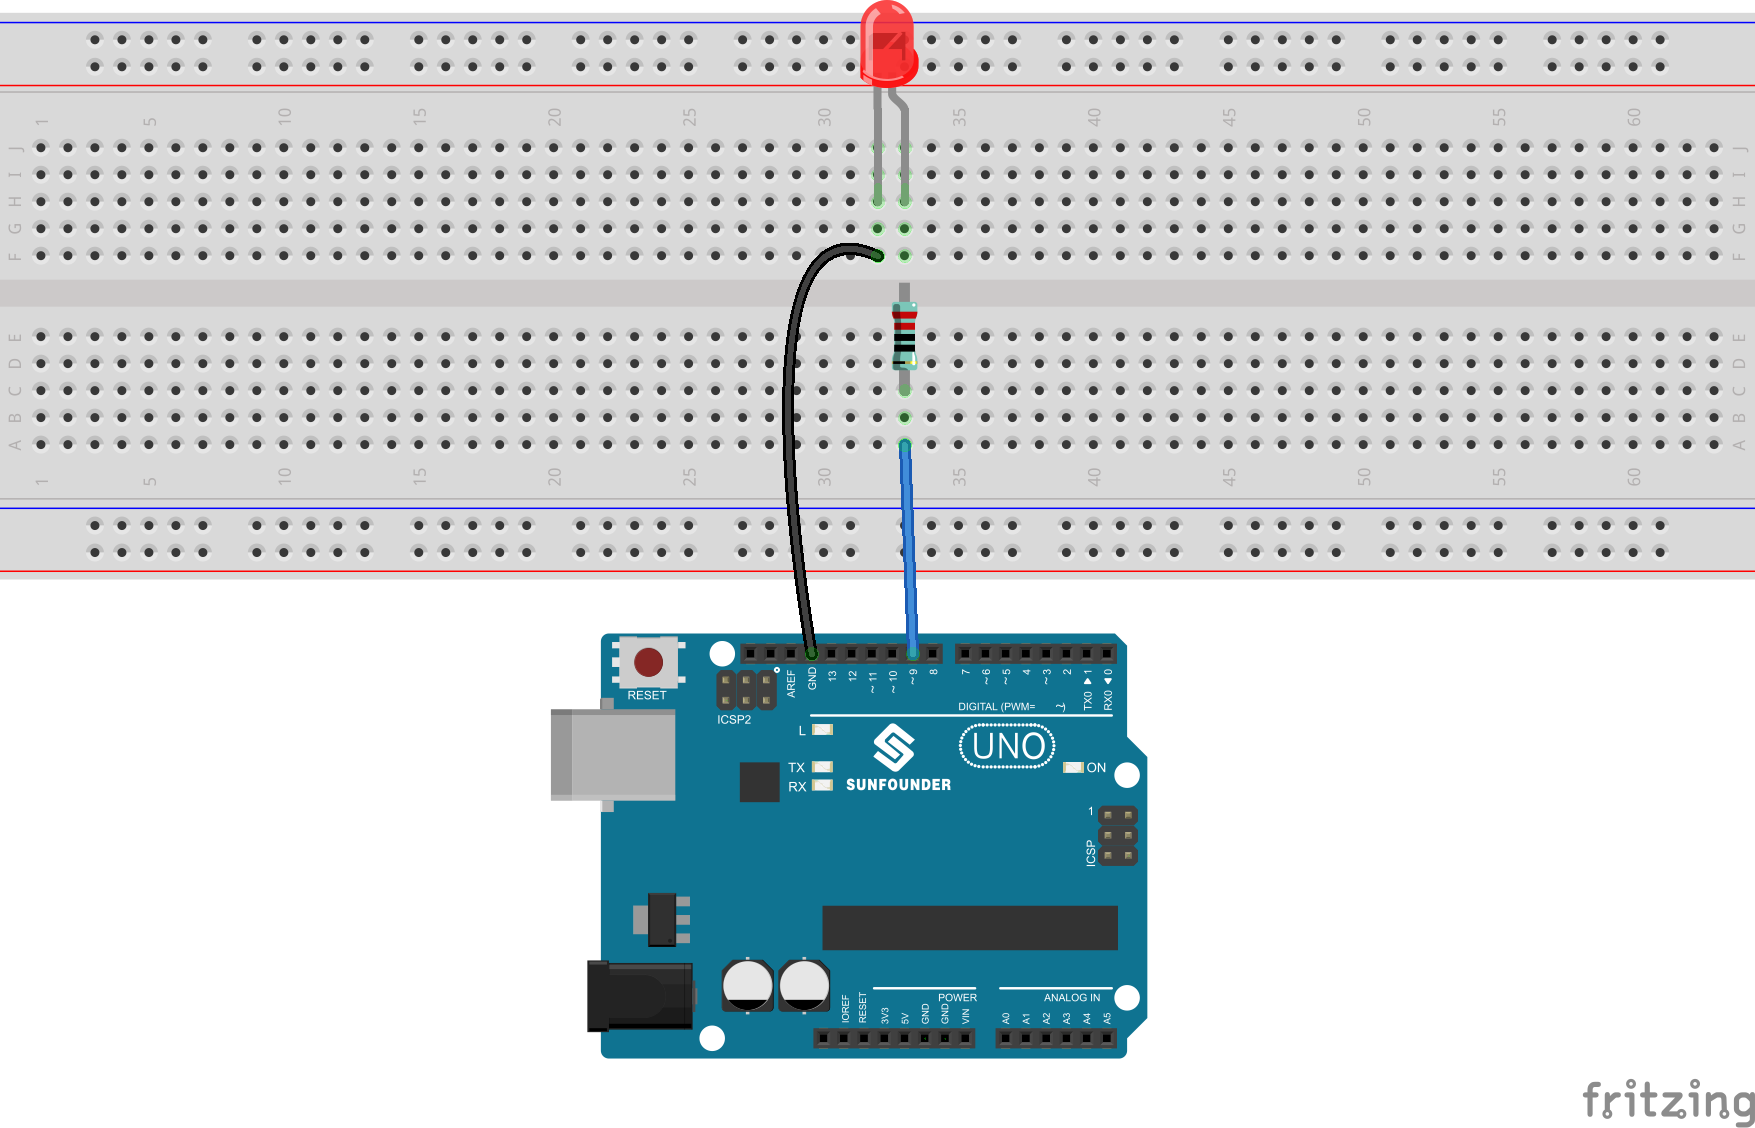 1 5 10 15 20 25 30 35 40 45 50 55 60
J J
I I
H H
G G
F F
E E
D D
C C
B B
A A
1 5 10 15 20 25 30 35 40 45 50 55 60
RESET
ICSP2
AREF GND 13 12 ~11 ~10 ~9 8 7 ~6 ~5 4 ~3 2 TX0▶1 RX0◀0
DIGITAL (PWM= ~)
L
TX
RX
SUNFOUNDER
UNO
ON
1
ICSP
IOREF RESET 3V3 5V GND GND VIN
POWER
A0 A1 A2 A3 A4 A5
ANALOG IN
fritzing